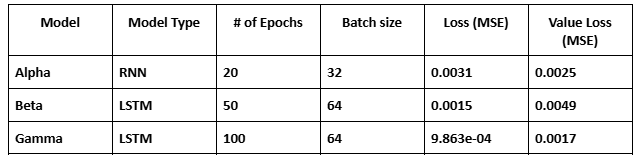 Model Model Type # of Epochs Batch size Loss (MSE) Value Loss
(MSE)
Alpha RNN 20 32 0.0031 0.0025
Beta LSTM 50 64 0.0015 0.0049
Gamma LSTM 100 64 9.863e-04 0.0017